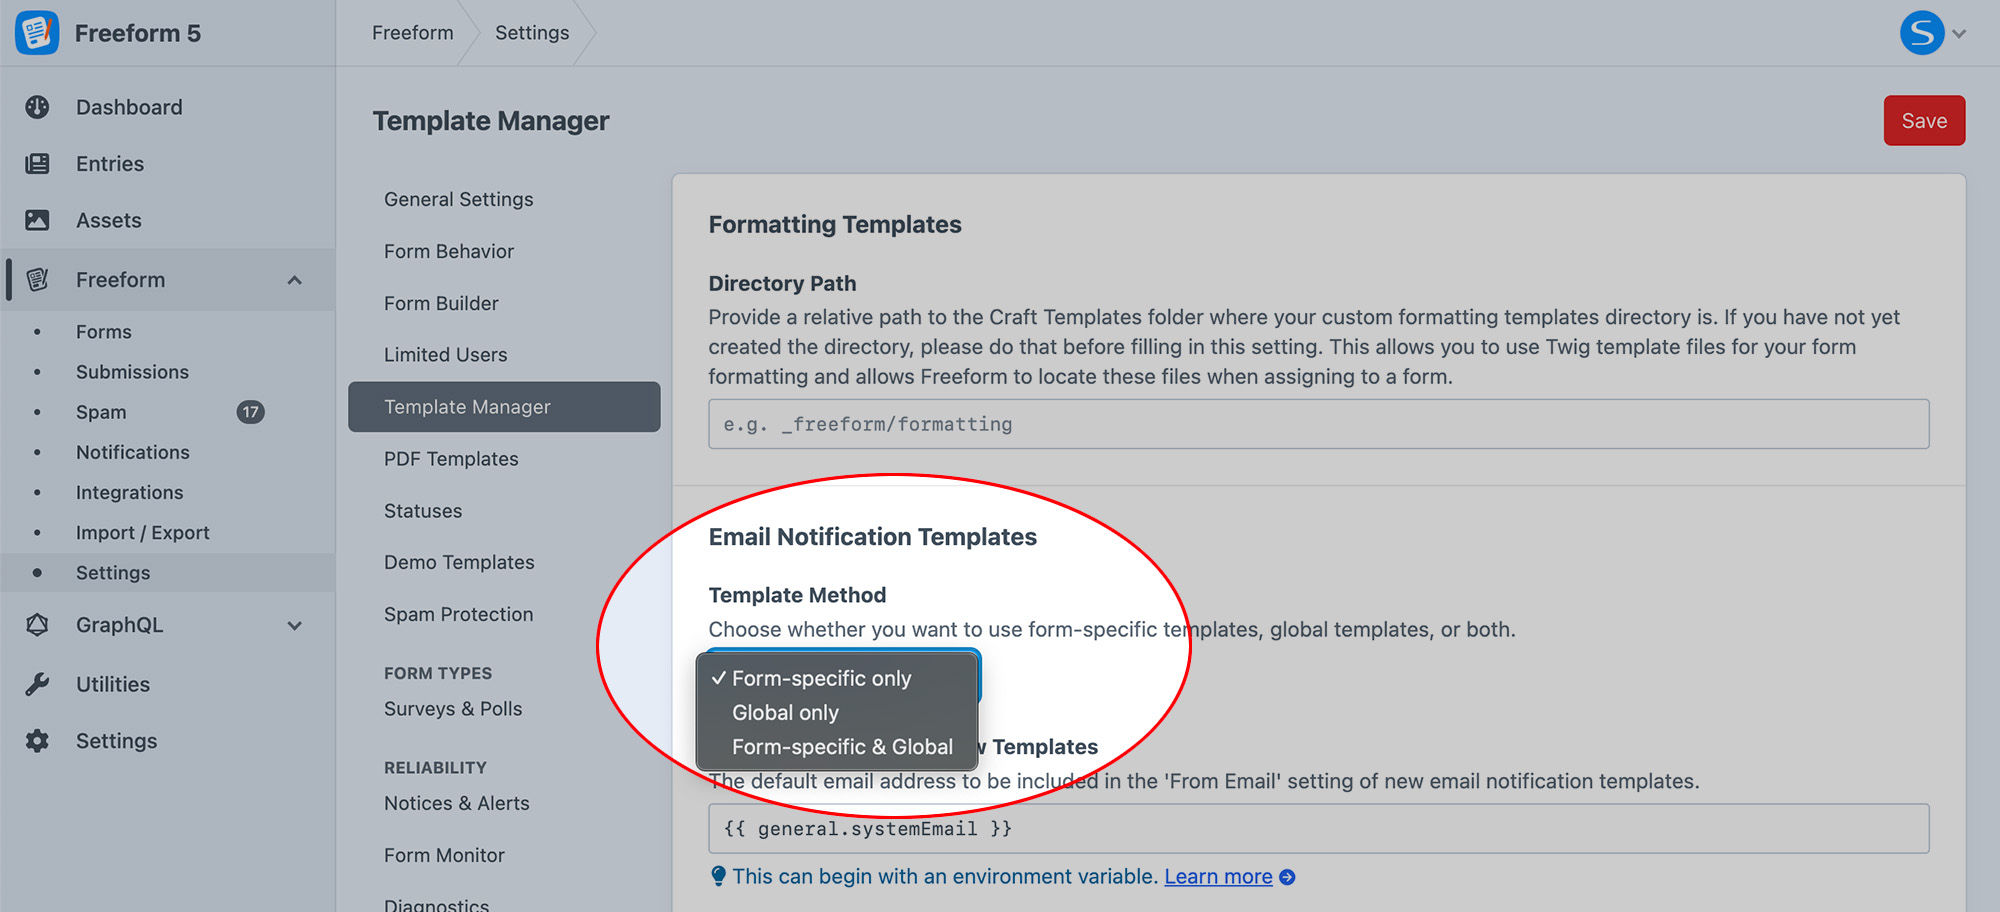 Freeform 5
Freeform
Settings
S
Dashboard
Entries
Assets
Freeform
Forms
Submissions
Spam
17
Notifications
Integrations
Import / Export
Settings
GraphQL
Utilities
Settings
Template Manager
Save
General Settings
Form Behavior
Form Builder
Limited Users
Template Manager
PDF Templates
Statuses
Demo Templates
Spam Protection
FORM TYPES
Surveys & Polls
RELIABILITY
Notices & Alerts
Form Monitor
Diagnostics
Formatting Templates
Directory Path
Provide a relative path to the Craft Templates folder where your custom formatting templates directory is. If you have not yet
created the directory, please do that before filling in this setting. This allows you to use Twig template files for your form
formatting and allows Freeform to locate these files when assigning to a form.
e.g. _freeform/formatting
Email Notification Templates
Template Method
Choose whether you want to use form-specific templates, global templates, or both.
✓ Form-specific only
Global only
Form-specific & Global
Templates
The default email address to be included in the 'From Email' setting of new email notification templates.
{{ general.systemEmail }}
This can begin with an environment variable. Learn more